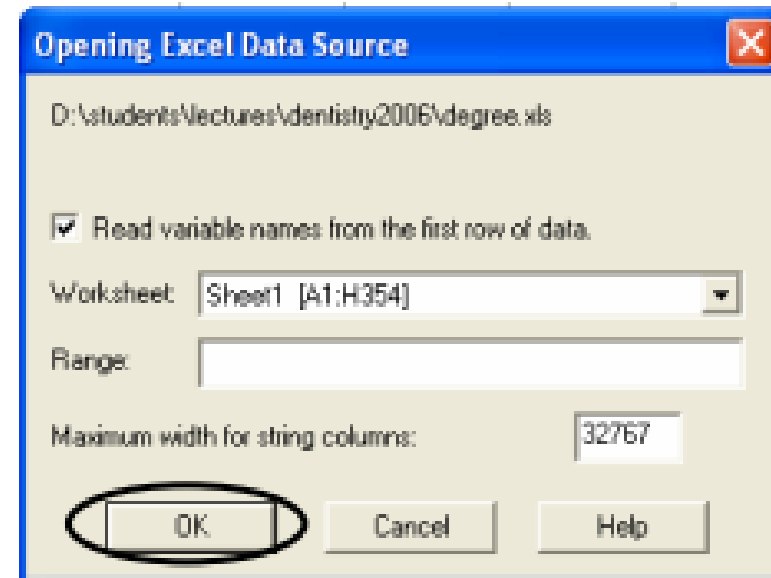 Opening Excel Data Source
D:\students\lectures\dentistry2006\degree.xls
Read variable names from the first row of data.
Worksheet: Sheet1 [A1:H354]
Range:
Maximum width for string columns: 32767
OK Cancel Help